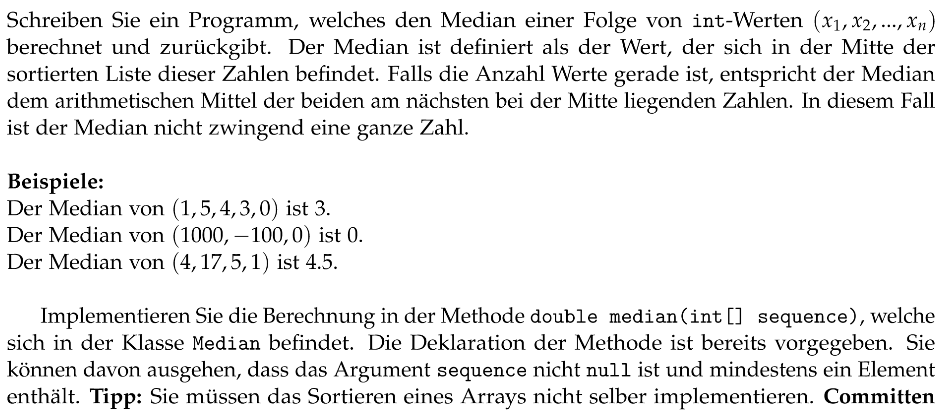 Schreiben Sie ein Programm, welches den Median einer Folge von int-Werten (x₁, x₂, ..., xₙ)
berechnet und zurückgibt. Der Median ist definiert als der Wert, der sich in der Mitte der
sortierten Liste dieser Zahlen befindet. Falls die Anzahl Werte gerade ist, entspricht der Median
dem arithmetischen Mittel der beiden am nächsten bei der Mitte liegenden Zahlen. In diesem Fall
ist der Median nicht zwingend eine ganze Zahl.
Beispiele:
Der Median von (1, 5, 4, 3, 0) ist 3.
Der Median von (1000, −100, 0) ist 0.
Der Median von (4, 17, 5, 1) ist 4.5.
Implementieren Sie die Berechnung in der Methode double median(int[] sequence), welche
sich in der Klasse Median befindet. Die Deklaration der Methode ist bereits vorgegeben. Sie
können davon ausgehen, dass das Argument sequence nicht null ist und mindestens ein Element
enthält. Tipp: Sie müssen das Sortieren eines Arrays nicht selber implementieren. Committen